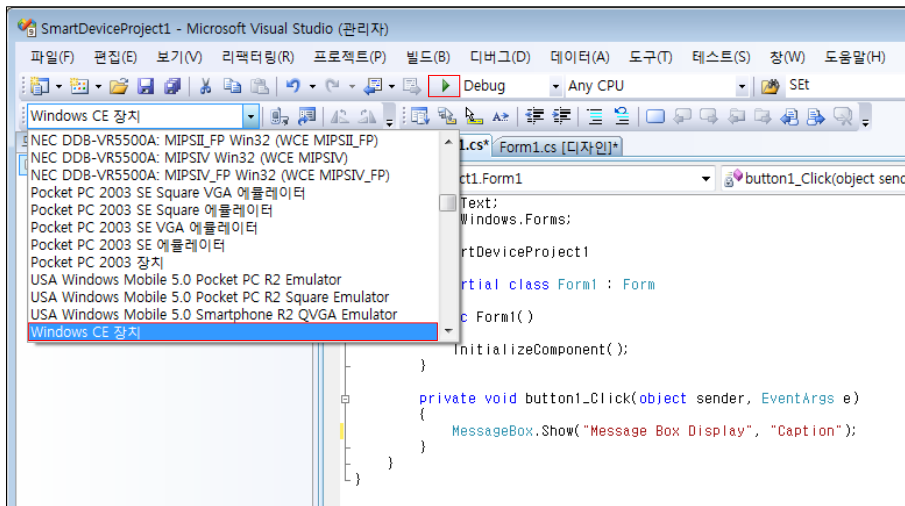 SmartDeviceProject1 - Microsoft Visual Studio (관리자)
파일(F) 편집(E) 보기(V) 리팩터링(R) 프로젝트(P) 빌드(B) 디버그(D) 데이터(A) 도구(T) 테스트(S) 창(W) 도움말(H)
Debug Any CPU SEt
Windows CE 장치
NEC DDB-VR5500A: MIPSII_FP Win32 (WCE MIPSII_FP)
NEC DDB-VR5500A: MIPSIV Win32 (WCE MIPSIV)
NEC DDB-VR5500A: MIPSIV_FP Win32 (WCE MIPSIV_FP)
Pocket PC 2003 SE Square VGA 에뮬레이터
Pocket PC 2003 SE Square 에뮬레이터
Pocket PC 2003 SE VGA 에뮬레이터
Pocket PC 2003 SE 에뮬레이터
Pocket PC 2003 장치
USA Windows Mobile 5.0 Pocket PC R2 Emulator
USA Windows Mobile 5.0 Pocket PC R2 Square Emulator
USA Windows Mobile 5.0 Smartphone R2 QVGA Emulator
Windows CE 장치
1.cs* Form1.cs [디자인]*
ct1.Form1 button1_Click(object send
Text;
Windows.Forms;
rtDeviceProject1
rtial class Form1 : Form
c Form1()
InitializeComponent();
}
private void button1_Click(object sender, EventArgs e)
{
MessageBox.Show("Message Box Display", "Caption");
}
}
}